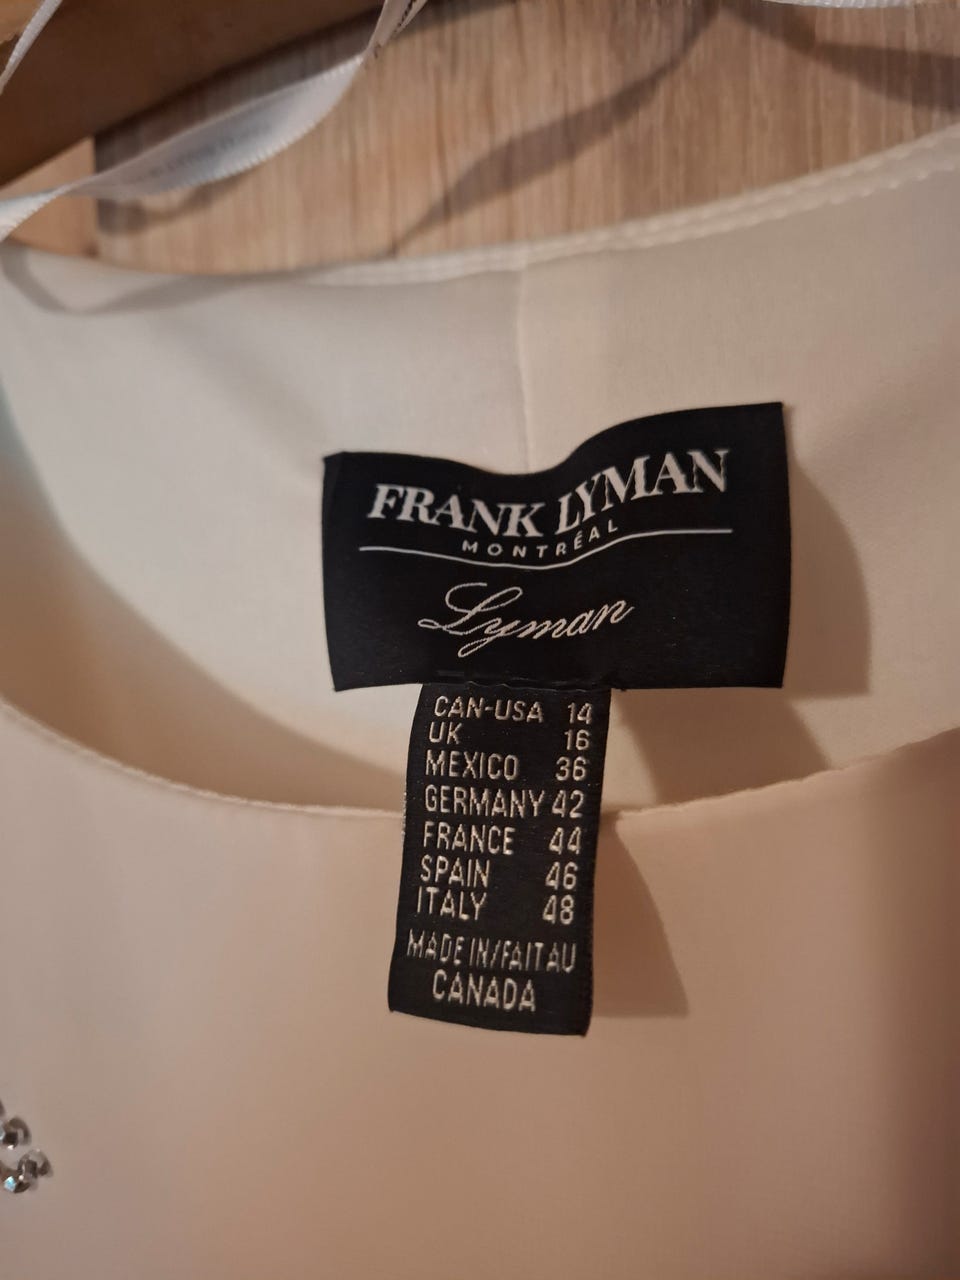 FRANK LYMAN
MONTRÉAL
Lyman
CAN-USA 14
UK 16
MEXICO 36
GERMANY 42
FRANCE 44
SPAIN 46
ITALY 48
MADE IN/FAIT AU
CANADA